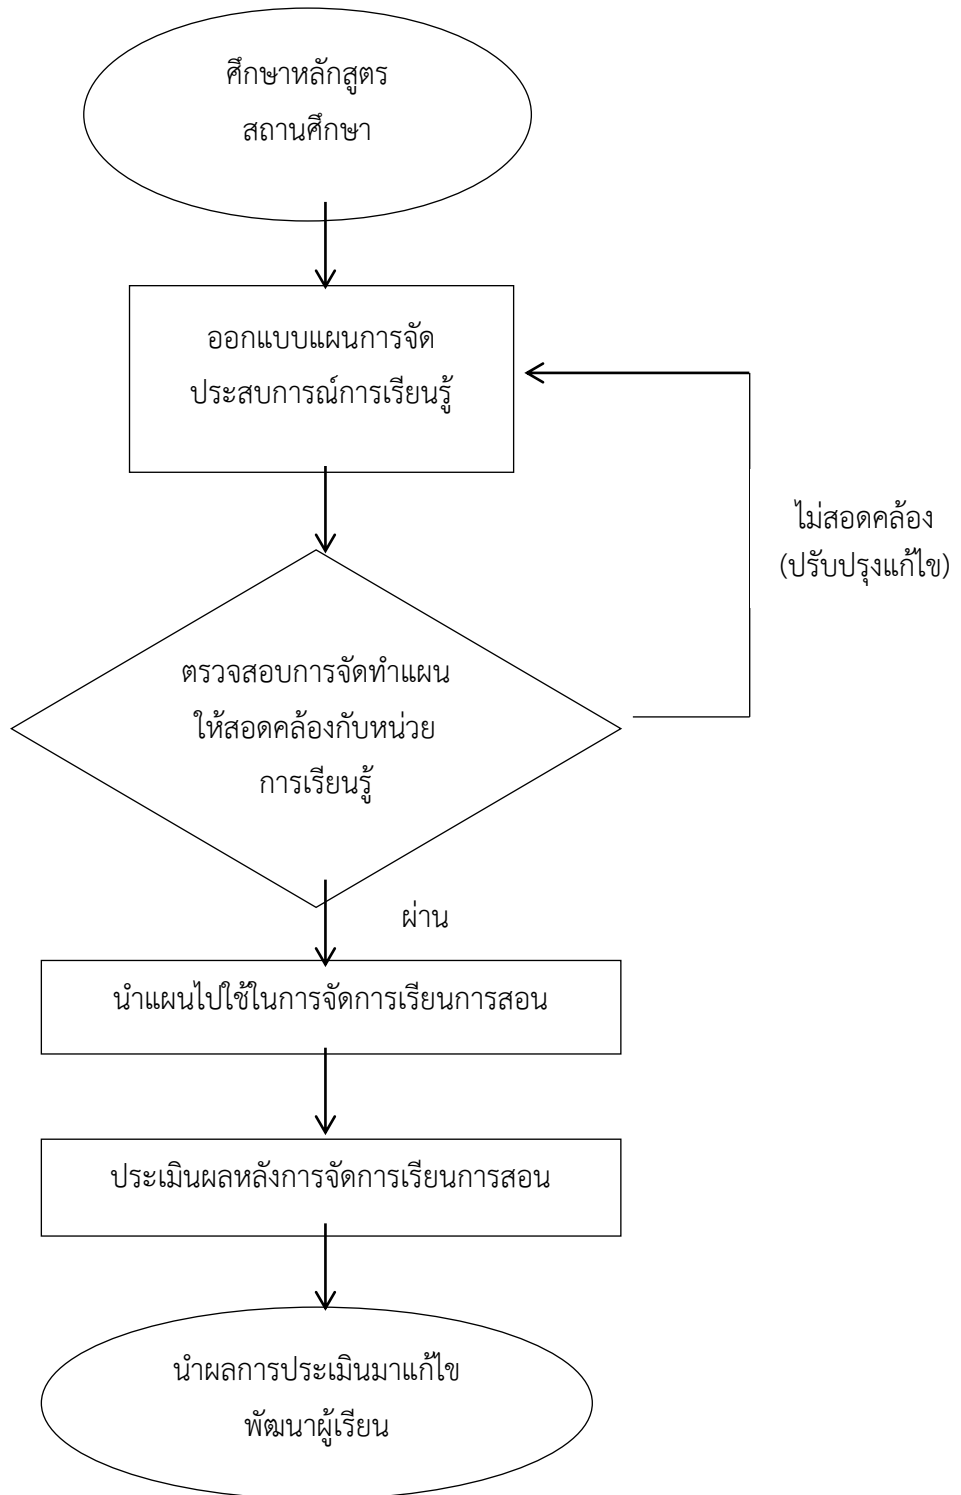 ศึกษาหลักสูตร
สถานศึกษา
ออกแบบแผนการจัด
ประสบการณ์การเรียนรู้
ไม่สอดคล้อง
(ปรับปรุงแก้ไข)
ตรวจสอบการจัดทำแผน
ให้สอดคล้องกับหน่วย
การเรียนรู้
ผ่าน
นำแผนไปใช้ในการจัดการเรียนการสอน
ประเมินผลหลังการจัดการเรียนการสอน
นำผลการประเมินมาแก้ไข
พัฒนาผู้เรียน